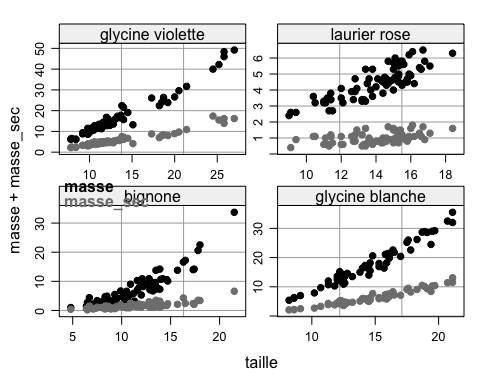 glycine violette
laurier rose
0 10 20 30 40 50
1 2 3 4 5 6
10 15 20 25
10 12 14 16 18
masse + masse_sec
masse
masse_sec
bignone
glycine blanche
0 10 20 30
10 20 30
5 10 15 20
10 15 20
taille